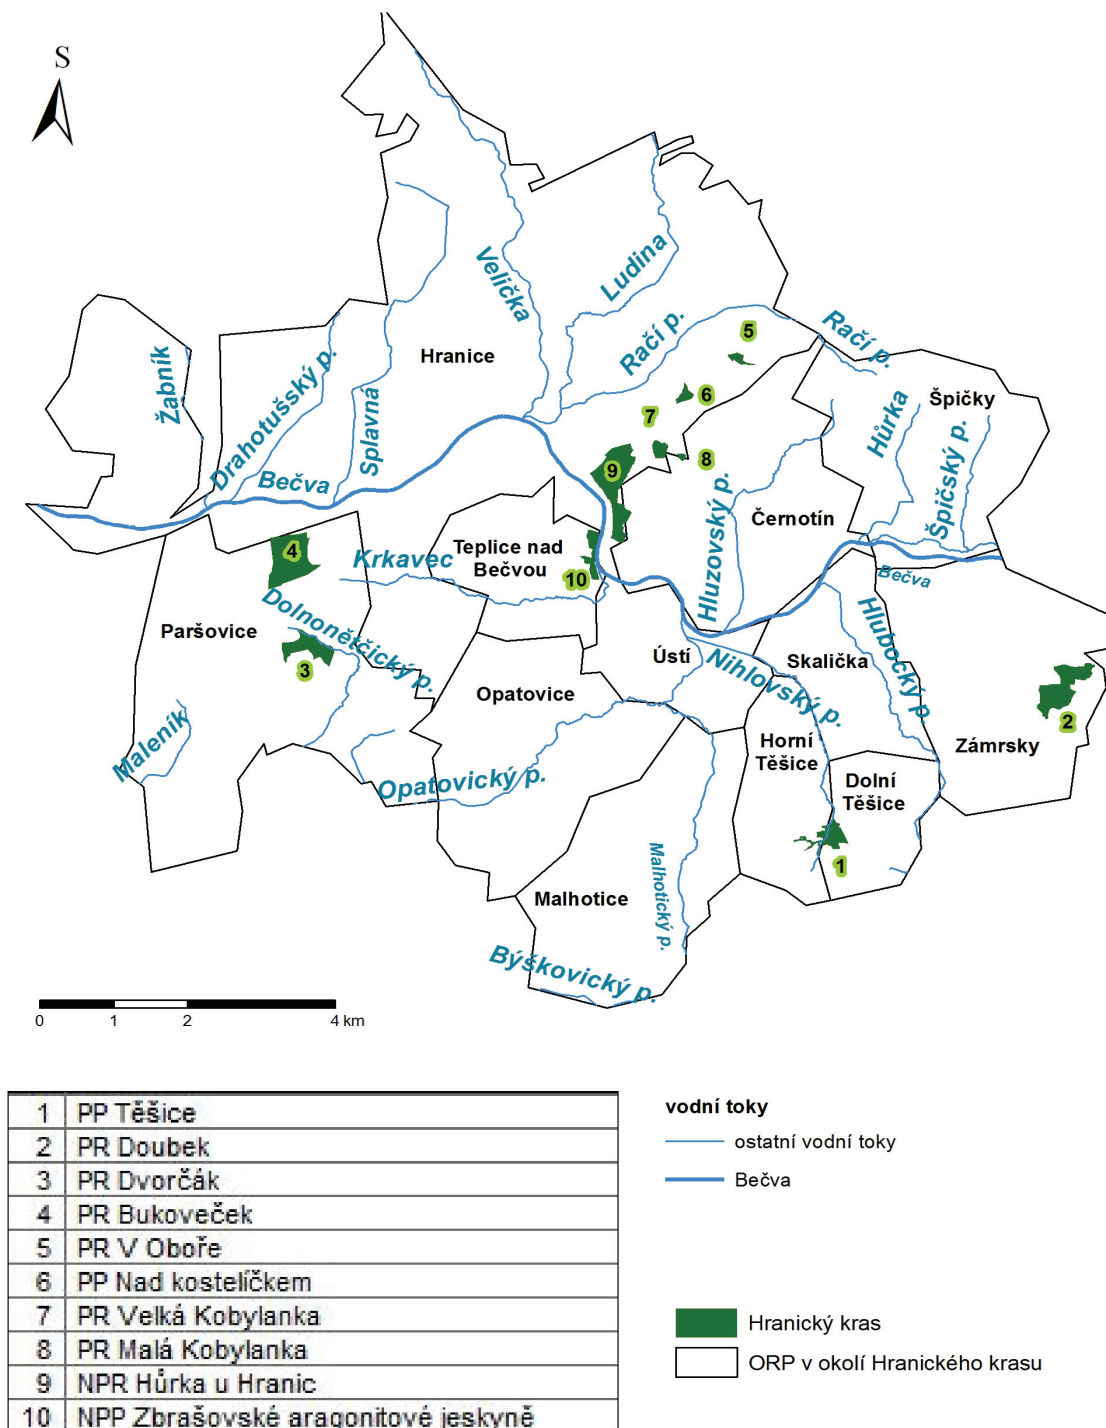 S
Velička
Ludina
Račí p.
Račí p.
5
Žabník
Drahotušský p.
Splavná
Hranice
6
7
8
9
Hůrka
Špičky
Špičský p.
Bečva
Hluzovský p.
Černotín
4
Krkavec
Teplice nad
Bečvou
10
Bečva
Paršovice
Dolnonětčický p.
3
Ústí
Nihlovský p.
Skalička
Hlubocký p.
2
Opatovice
Maleník
Horní
Těšice
Zámrsky
Opatovický p.
Dolní
Těšice
1
Malhotický p.
Malhotice
Býškovický p.
0 1 2 4 km
1 PP Těšice
2 PR Doubek
3 PR Dvorčák
4 PR Bukoveček
5 PR V Oboře
6 PP Nad kostelíčkem
7 PR Velká Kobylanka
8 PR Malá Kobylanka
9 NPR Hůrka u Hranic
10 NPP Zbrašovské aragonitové jeskyně
vodní toky
ostatní vodní toky
Bečva
Hranický kras
ORP v okolí Hranického krasu